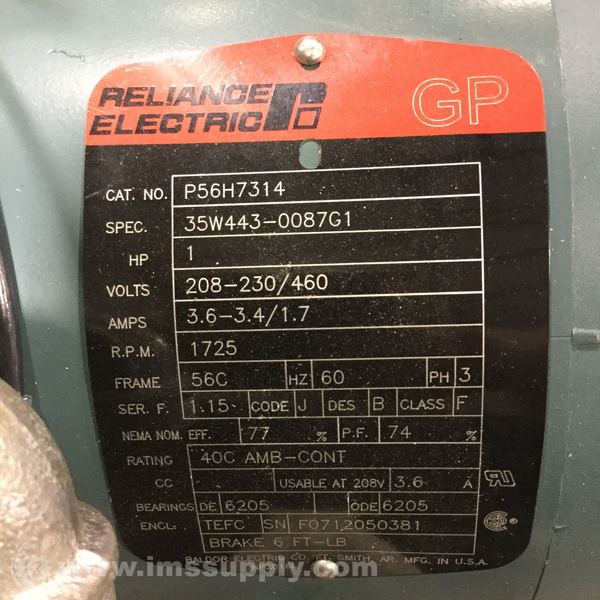 RELIANCE
ELECTRIC
GP
CAT. NO. P56H7314
SPEC. 35W443-0087G1
HP 1
VOLTS 208-230/460
AMPS 3.6-3.4/1.7
R.P.M. 1725
FRAME 56C HZ 60 PH 3
SER. F. 1.15 CODE J DES B CLASS F
NEMA NOM. EFF. 77 % P.F. 74 %
RATING 40C AMB-CONT
CC USABLE AT 208V 3.6 A
BEARINGS DE 6205 ODE 6205
ENCL: TEFC SN F0712050381
BRAKE 6 FT-LB
BALDOR ELECTRIC CO. FT. SMITH, AR. MFG. IN U.S.A.
www.imssupply.com